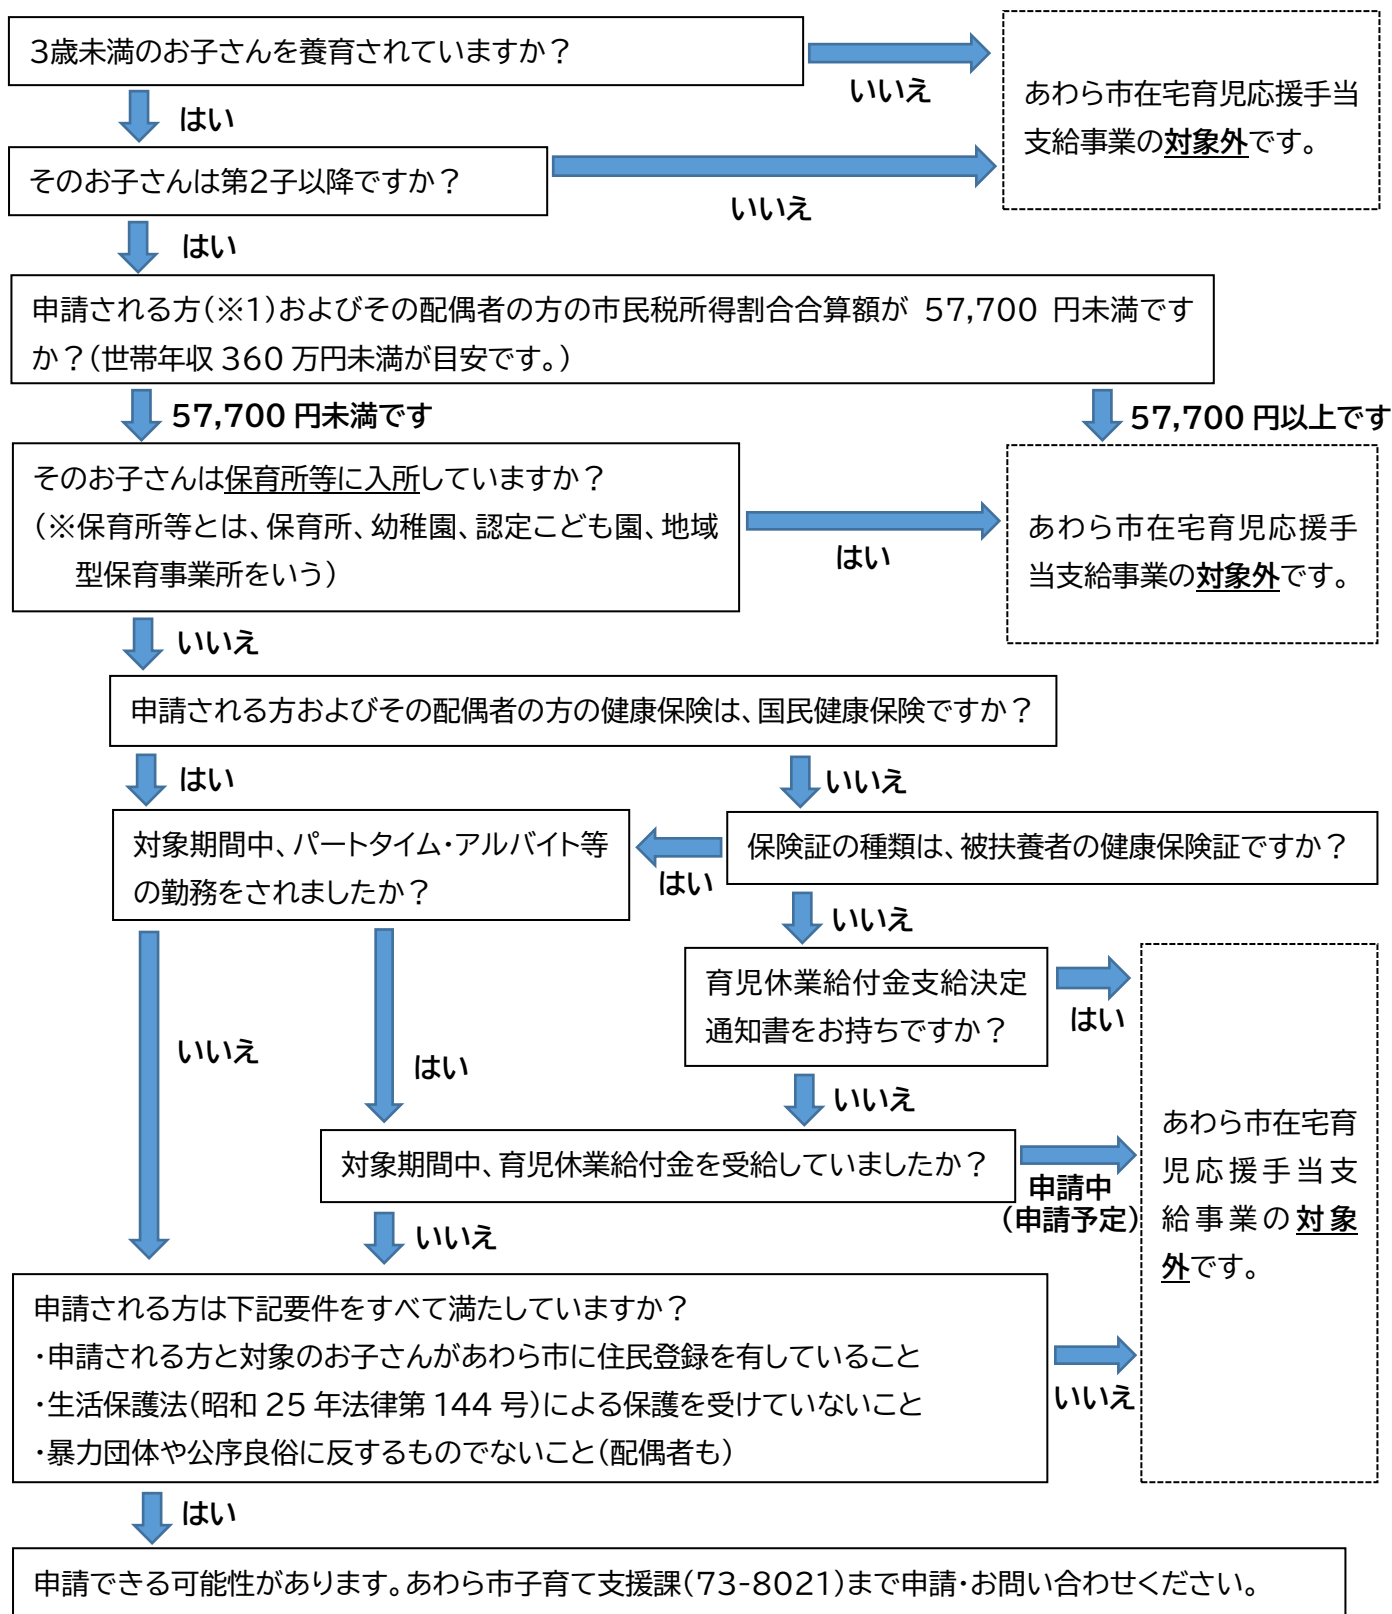 3歳未満のお子さんを養育されていますか？
いいえ
あわら市在宅育児応援手当
支給事業の対象外です。
はい
そのお子さんは第2子以降ですか？
いいえ
はい
申請される方(※1)およびその配偶者の方の市民税所得割合合算額が 57,700 円未満です
か？(世帯年収 360 万円未満が目安です。)
57,700 円未満です
57,700 円以上です
そのお子さんは保育所等に入所していますか？
(※保育所等とは、保育所、幼稚園、認定こども園、地域
型保育事業所をいう)
はい
あわら市在宅育児応援手
当支給事業の対象外です。
いいえ
申請される方およびその配偶者の方の健康保険は、国民健康保険ですか？
はい
いいえ
対象期間中、パートタイム・アルバイト等
の勤務をされましたか？
はい
保険証の種類は、被扶養者の健康保険証ですか？
いいえ
育児休業給付金支給決定
通知書をお持ちですか？
はい
いいえ
はい
いいえ
対象期間中、育児休業給付金を受給していましたか？
申請中
(申請予定)
あわら市在宅育
児応援手当支
給事業の対象
外です。
いいえ
申請される方は下記要件をすべて満たしていますか？
・申請される方と対象のお子さんがあわら市に住民登録を有していること
・生活保護法(昭和 25 年法律第 144 号)による保護を受けていないこと
・暴力団体や公序良俗に反するものでないこと(配偶者も)
いいえ
はい
申請できる可能性があります。あわら市子育て支援課(73-8021)まで申請・お問い合わせください。